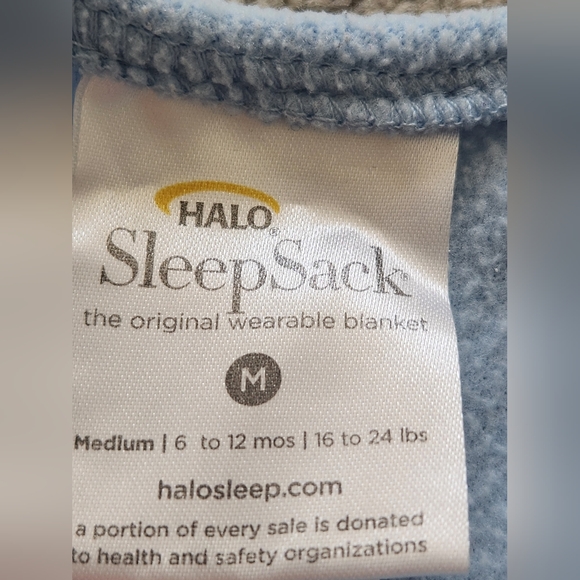 HALO®
SleepSack
the original wearable blanket
M
Medium | 6 to 12 mos | 16 to 24 lbs
halosleep.com
a portion of every sale is donated
to health and safety organizations